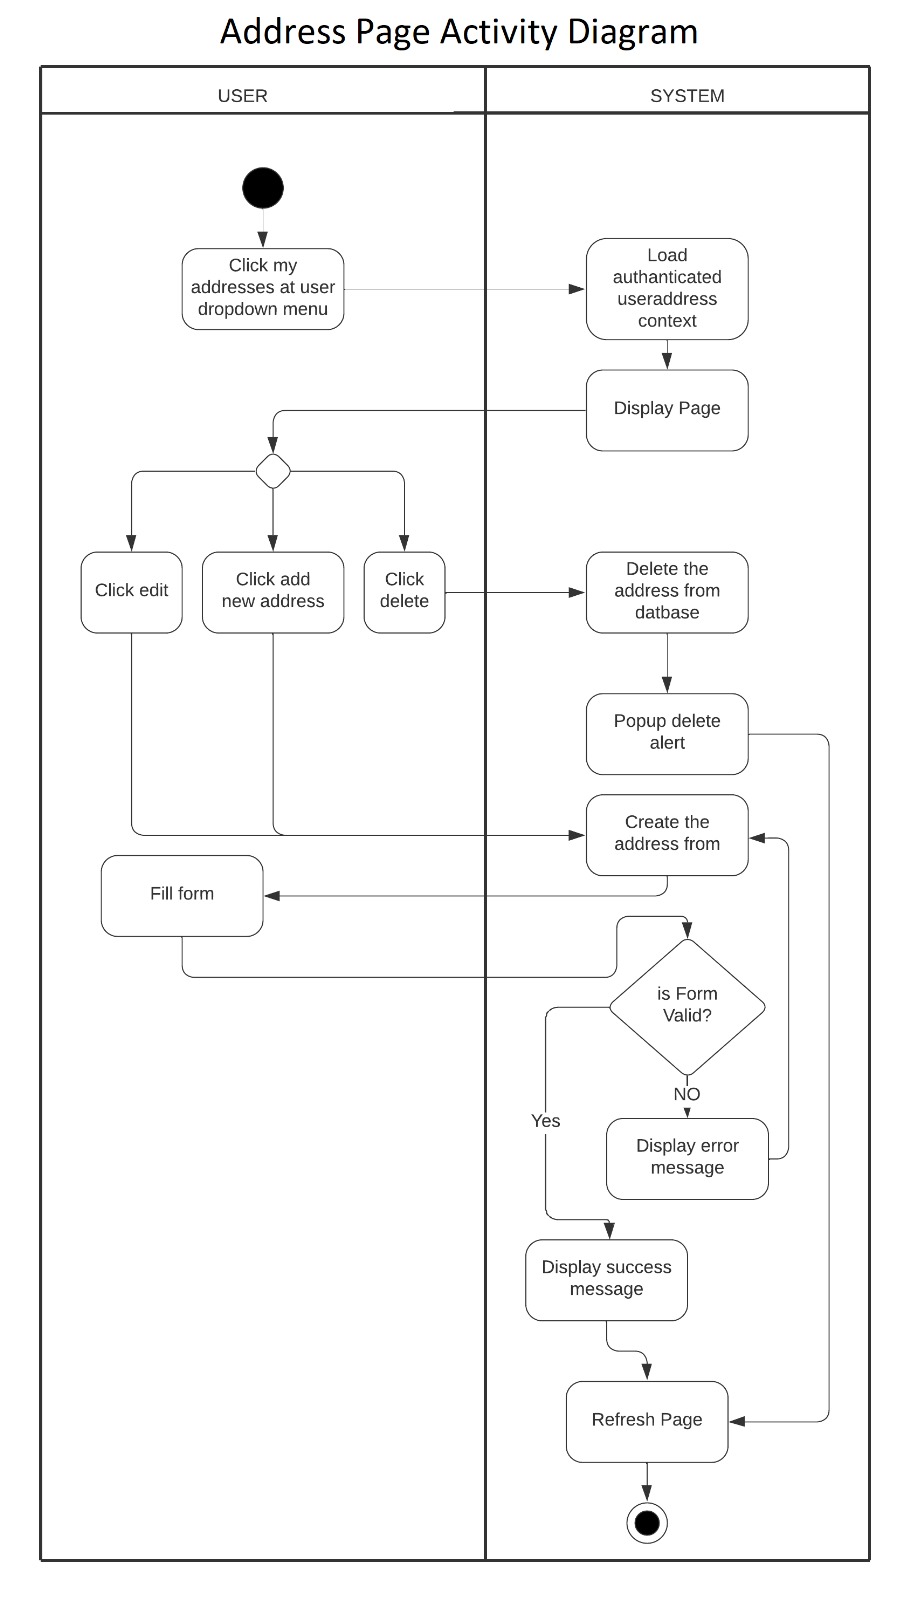 Address Page Activity Diagram
USER
SYSTEM
Click my
addresses at user
dropdown menu
Load
authanticated
useraddress
context
Display Page
Click edit
Click add
new address
Click
delete
Delete the
address from
datbase
Popup delete
alert
Create the
address from
Fill form
is Form
Valid?
NO
Yes
Display error
message
Display success
message
Refresh Page